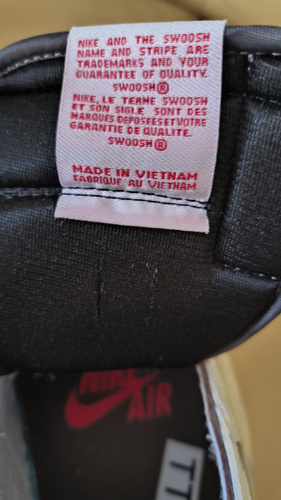 NIKE AND THE SWOOSH
NAME AND STRIPE ARE
TRADEMARKS AND YOUR
GUARANTEE OF QUALITY.
SWOOSH®
NIKE, LE TERME SWOOSH
ET SON SIGLE SONT DES
MARQUES DEPOSÉES ET VOTRE
GARANTIE DE QUALITE.
SWOOSH®
MADE IN VIETNAM
FABRIQUE AU VIETNAM
NIKE
AIR
TT